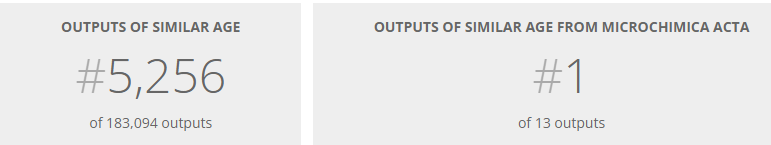 OUTPUTS OF SIMILAR AGE
#5,256
of 183,094 outputs
OUTPUTS OF SIMILAR AGE FROM MICROCHIMICA ACTA
#1
of 13 outputs